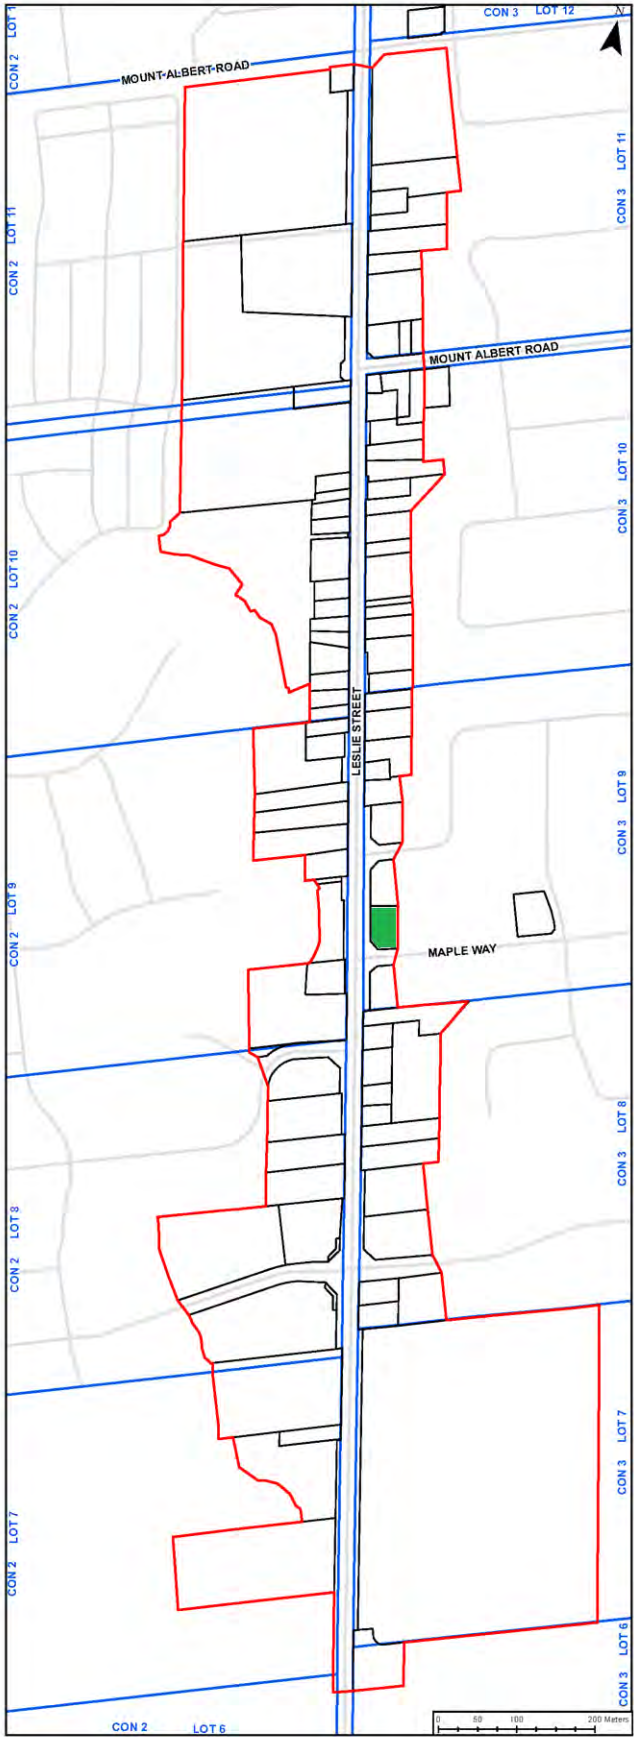 CON 3 LOT 12
N
CON 2 LOT 1
MOUNT ALBERT ROAD
CON 3 LOT 11
CON 2 LOT 11
MOUNT ALBERT ROAD
CON 3 LOT 10
CON 2 LOT 10
LESLIE STREET
CON 3 LOT 9
CON 2 LOT 9
MAPLE WAY
CON 3 LOT 8
CON 2 LOT 8
CON 3 LOT 7
CON 2 LOT 7
CON 3 LOT 6
CON 2 LOT 6
0 50 100 200 Meters